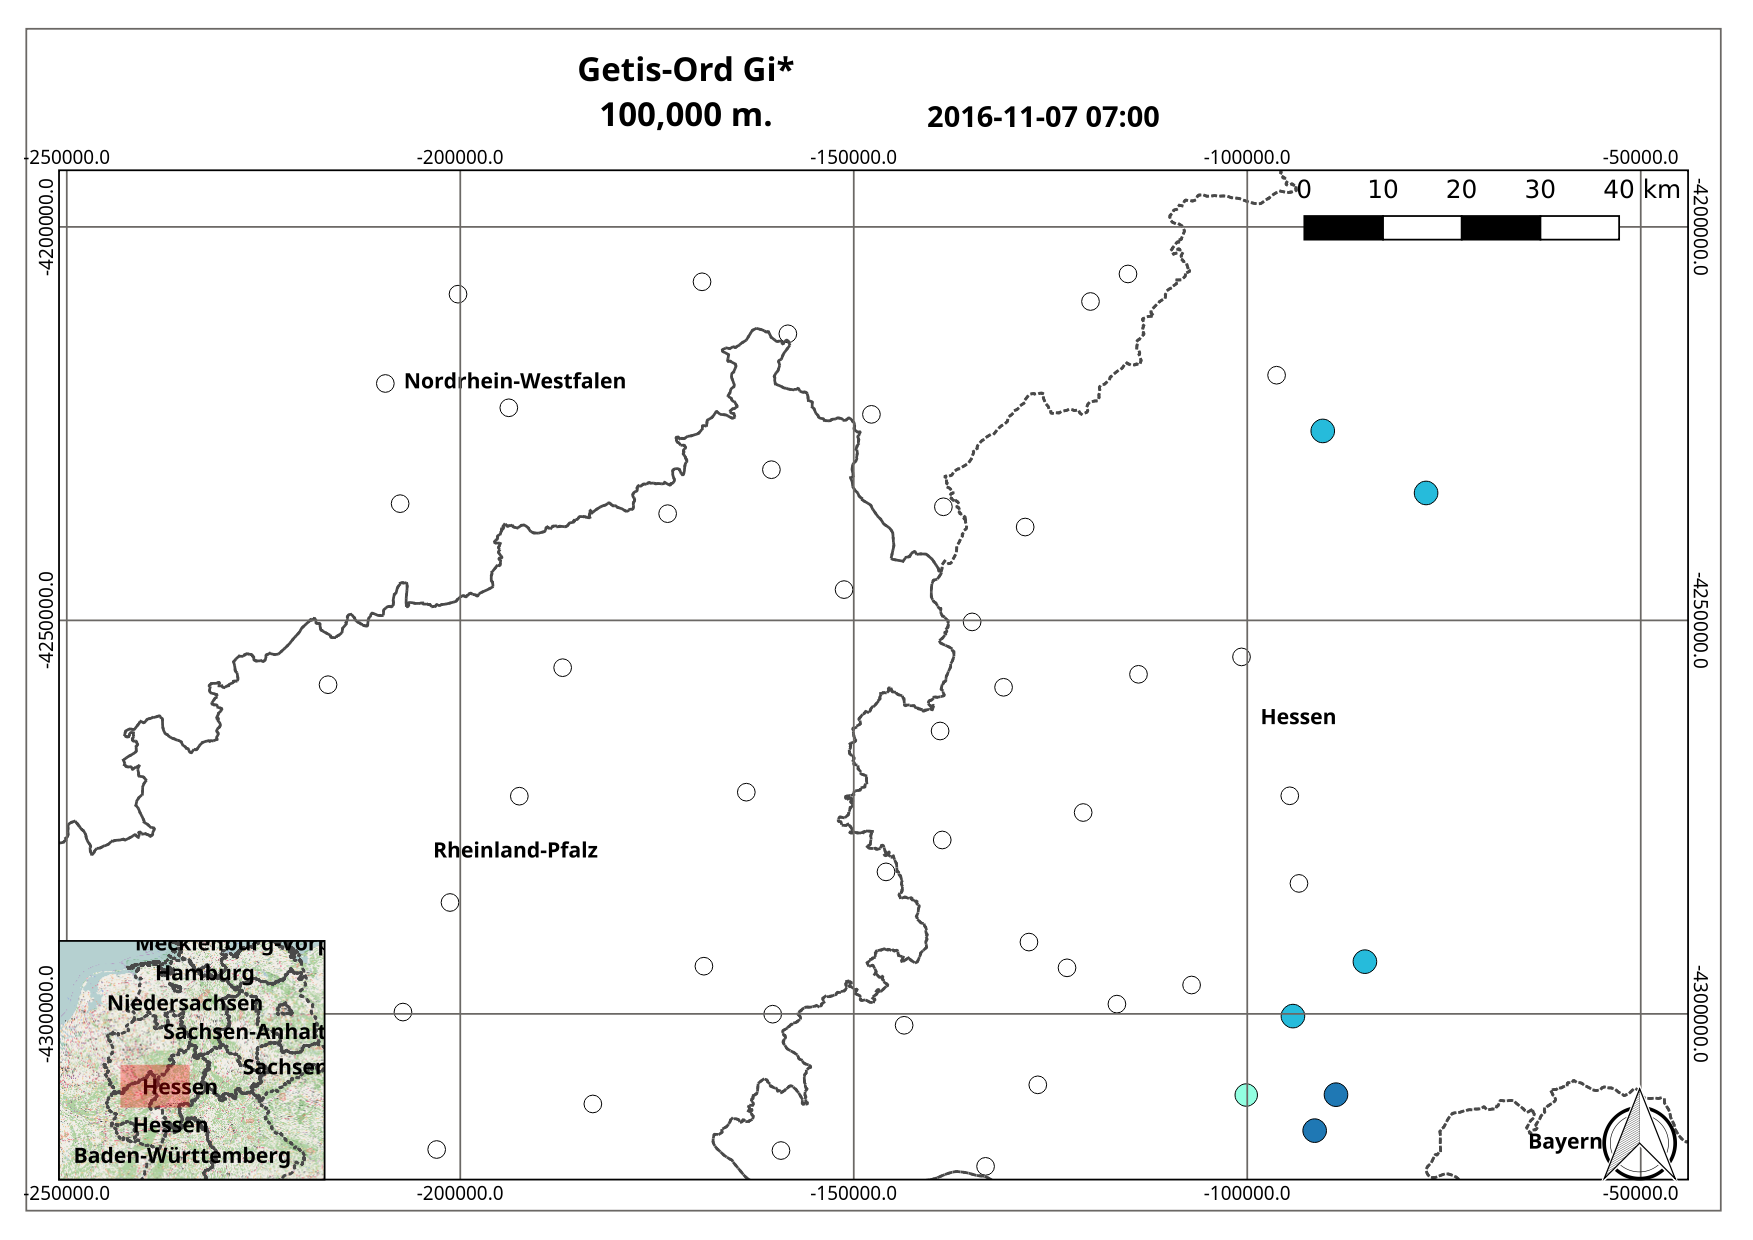 Getis-Ord Gi*
100,000 m.
2016-11-07 07:00
-250000.0 -200000.0 -150000.0 -100000.0 -50000.0
0 10 20 30 40 km
-4200000.0
-4200000.0
Nordrhein-Westfalen
-4250000.0
-4250000.0
Hessen
Rheinland-Pfalz
-4300000.0
-4300000.0
Mecklenburg-Vorp
Hamburg
Niedersachsen
Sachsen-Anhalt
Sachsen
Hessen
Hessen
Baden-Württemberg
Bayern
-250000.0 -200000.0 -150000.0 -100000.0 -50000.0